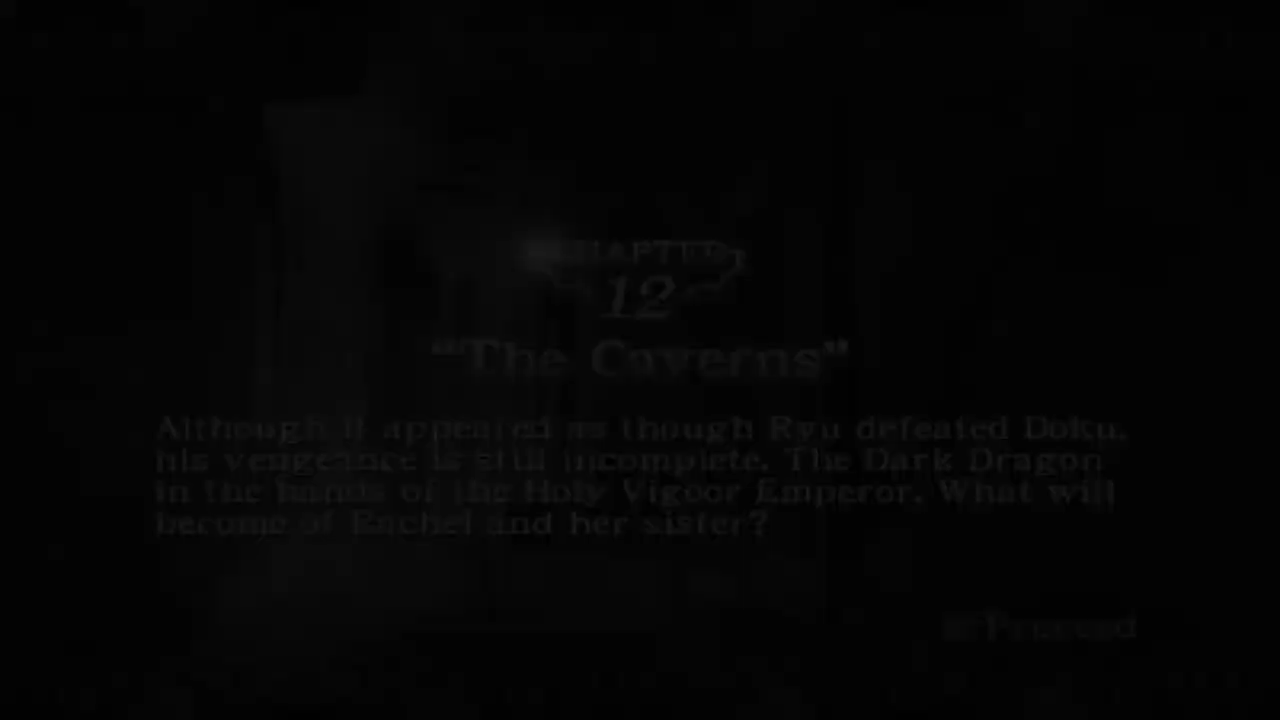 CHAPTER
12
"The Caverns"
Although it appeared as though Ryu defeated Doku,
his vengeance is still incomplete. The Dark Dragon
in the hands of the Holy Vigoor Emperor. What will
become of Rachel and her sister?
Proceed